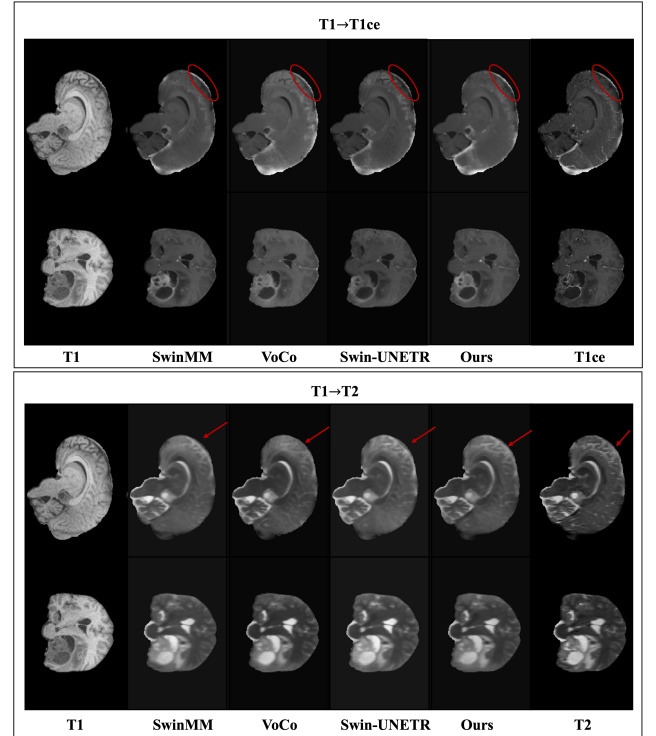 T1→T1ce
T1 SwinMM VoCo Swin-UNETR Ours T1ce
T1→T2
T1 SwinMM VoCo Swin-UNETR Ours T2